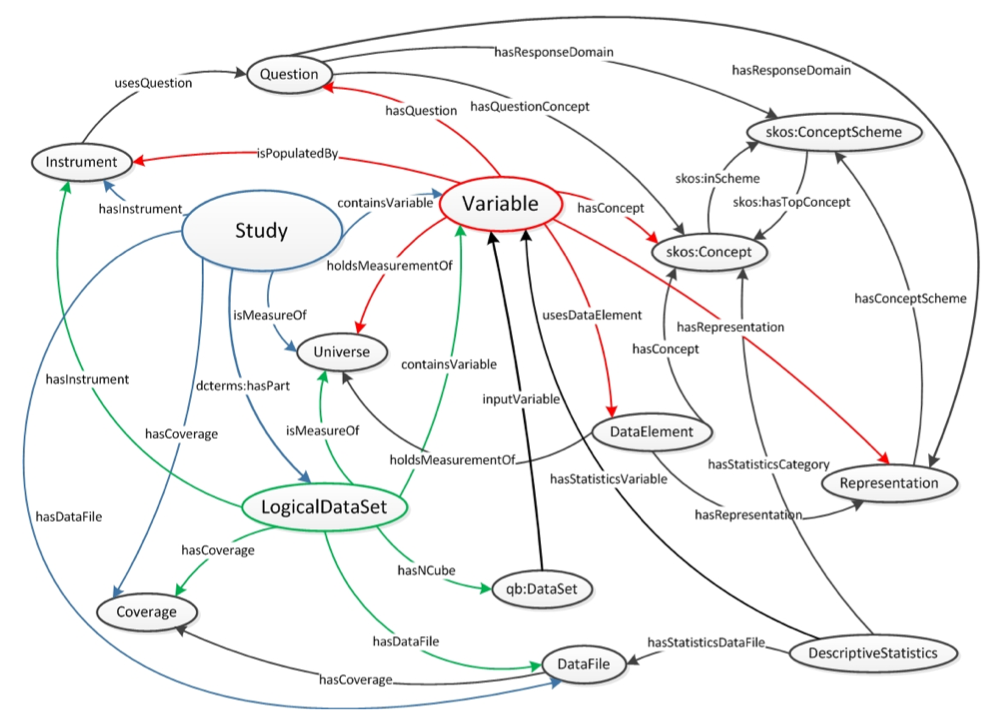 hasResponseDomain
hasResponseDomain
Question
usesQuestion
hasQuestion
hasQuestionConcept
skos:ConceptScheme
isPopulatedBy
Instrument
skos:inScheme
hasInstrument
containsVariable
Variable
hasConcept
skos:hasTopConcept
Study
skos:Concept
holdsMeasurementOf
hasConceptScheme
isMeasureOf
usesDataElement
hasRepresentation
Universe
hasConcept
containsVariable
hasInstrument
dcterms:hasPart
inputVariable
hasCoverage
isMeasureOf
DataElement
holdsMeasurementOf
hasStatisticsCategory
hasStatisticsVariable
Representation
LogicalDataSet
hasDataFile
hasRepresentation
hasCoverage
hasNCube
qb:DataSet
Coverage
hasDataFile
hasStatisticsDataFile
DescriptiveStatistics
DataFile
hasCoverage